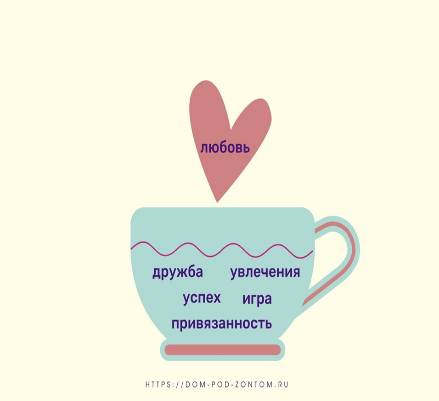 любовь
дружба увлечения
успех игра
привязанность
HTTPS://DOM-POD-ZONTOM.RU